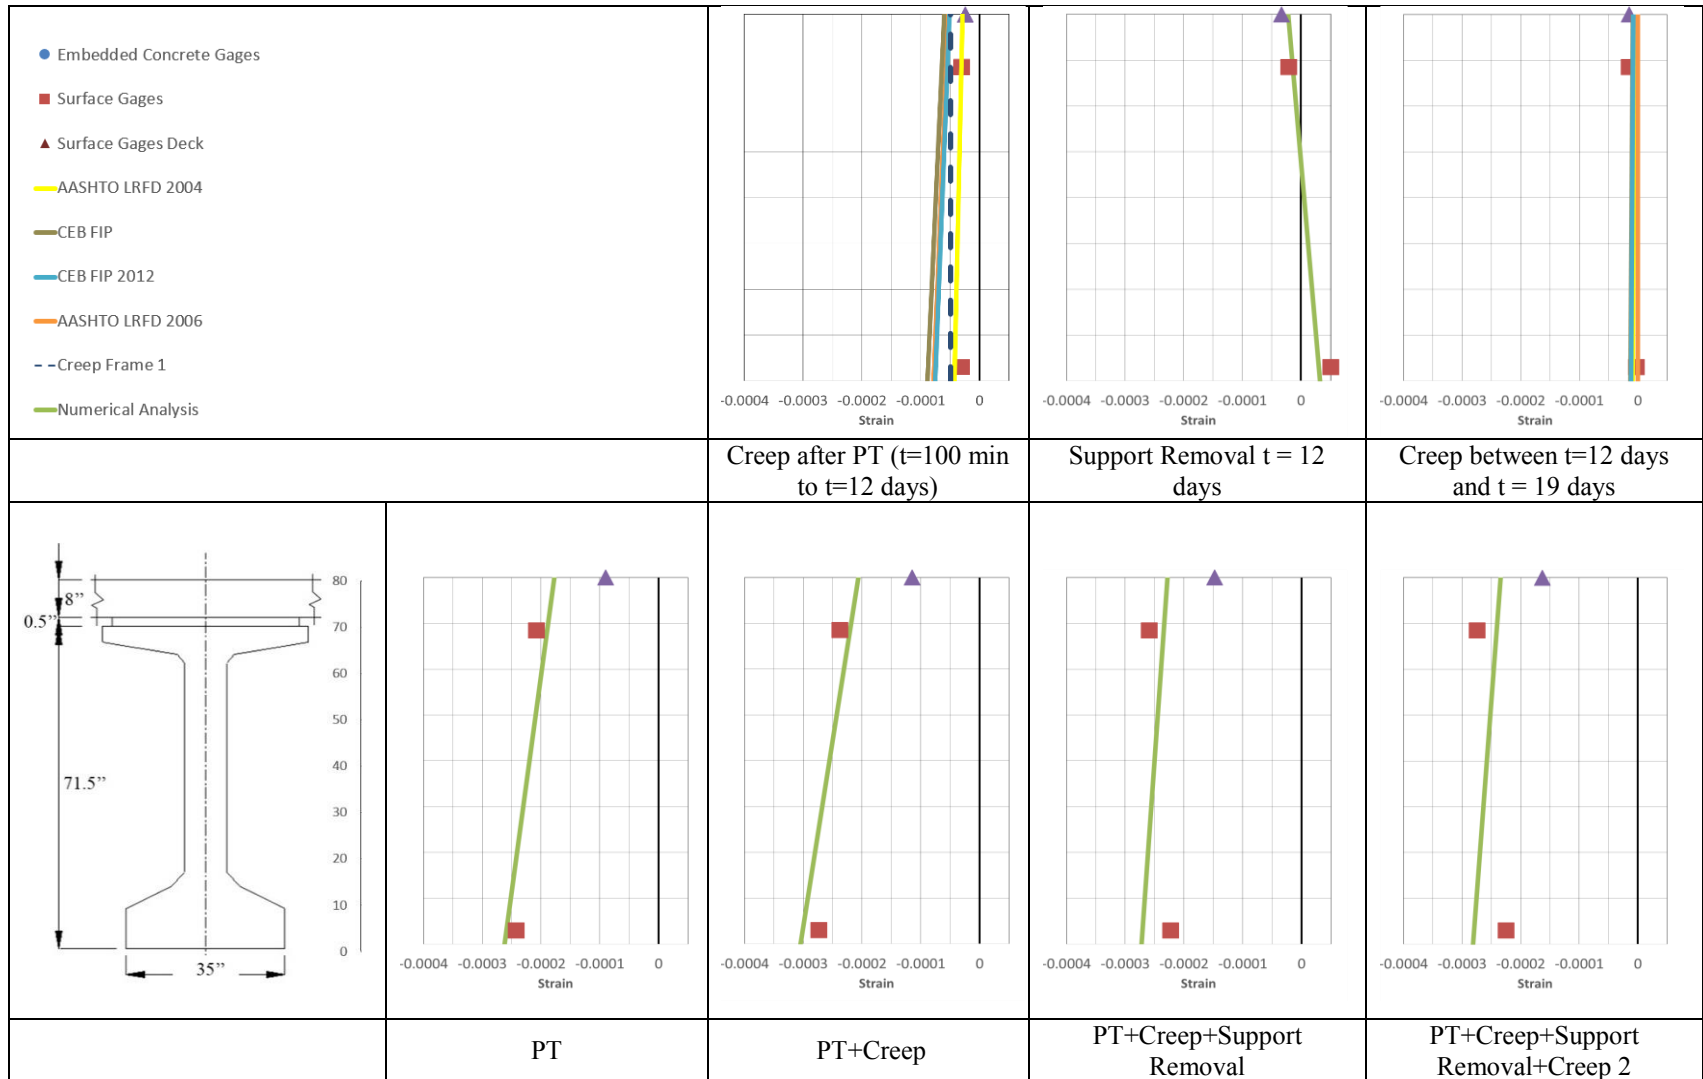 Embedded Concrete Gages
Surface Gages
Surface Gages Deck
AASHTO LRFD 2004
CEB FIP
CEB FIP 2012
AASHTO LRFD 2006
Creep Frame 1
Numerical Analysis
-0.0004 -0.0003 -0.0002 -0.0001 0
Strain
-0.0004 -0.0003 -0.0002 -0.0001 0
Strain
-0.0004 -0.0003 -0.0002 -0.0001 0
Strain
Creep after PT (t=100 min
to t=12 days)
Support Removal t = 12
days
Creep between t=12 days
and t = 19 days
8”
0.5”
71.5”
35”
80
70
60
50
40
30
20
10
0
-0.0004 -0.0003 -0.0002 -0.0001 0
Strain
-0.0004 -0.0003 -0.0002 -0.0001 0
Strain
-0.0004 -0.0003 -0.0002 -0.0001 0
Strain
-0.0004 -0.0003 -0.0002 -0.0001 0
Strain
PT
PT+Creep
PT+Creep+Support
Removal
PT+Creep+Support
Removal+Creep 2